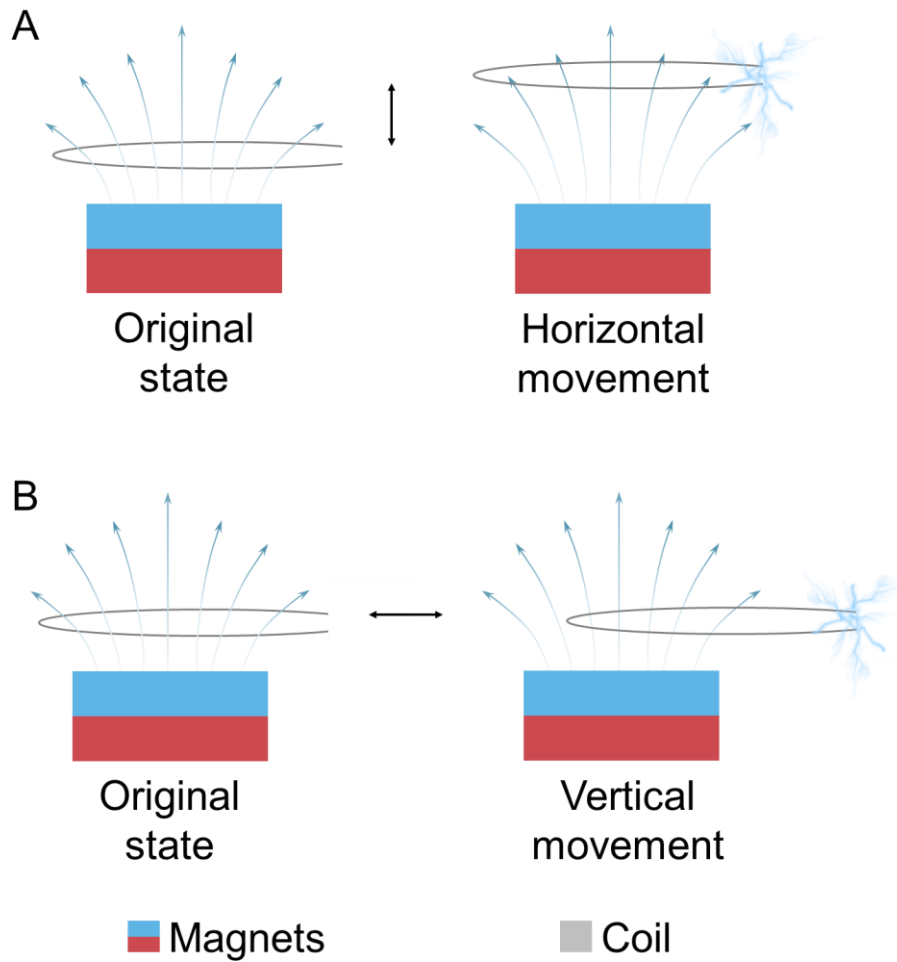 A
Original
state
Horizontal
movement
B
Original
state
Vertical
movement
Magnets
Coil